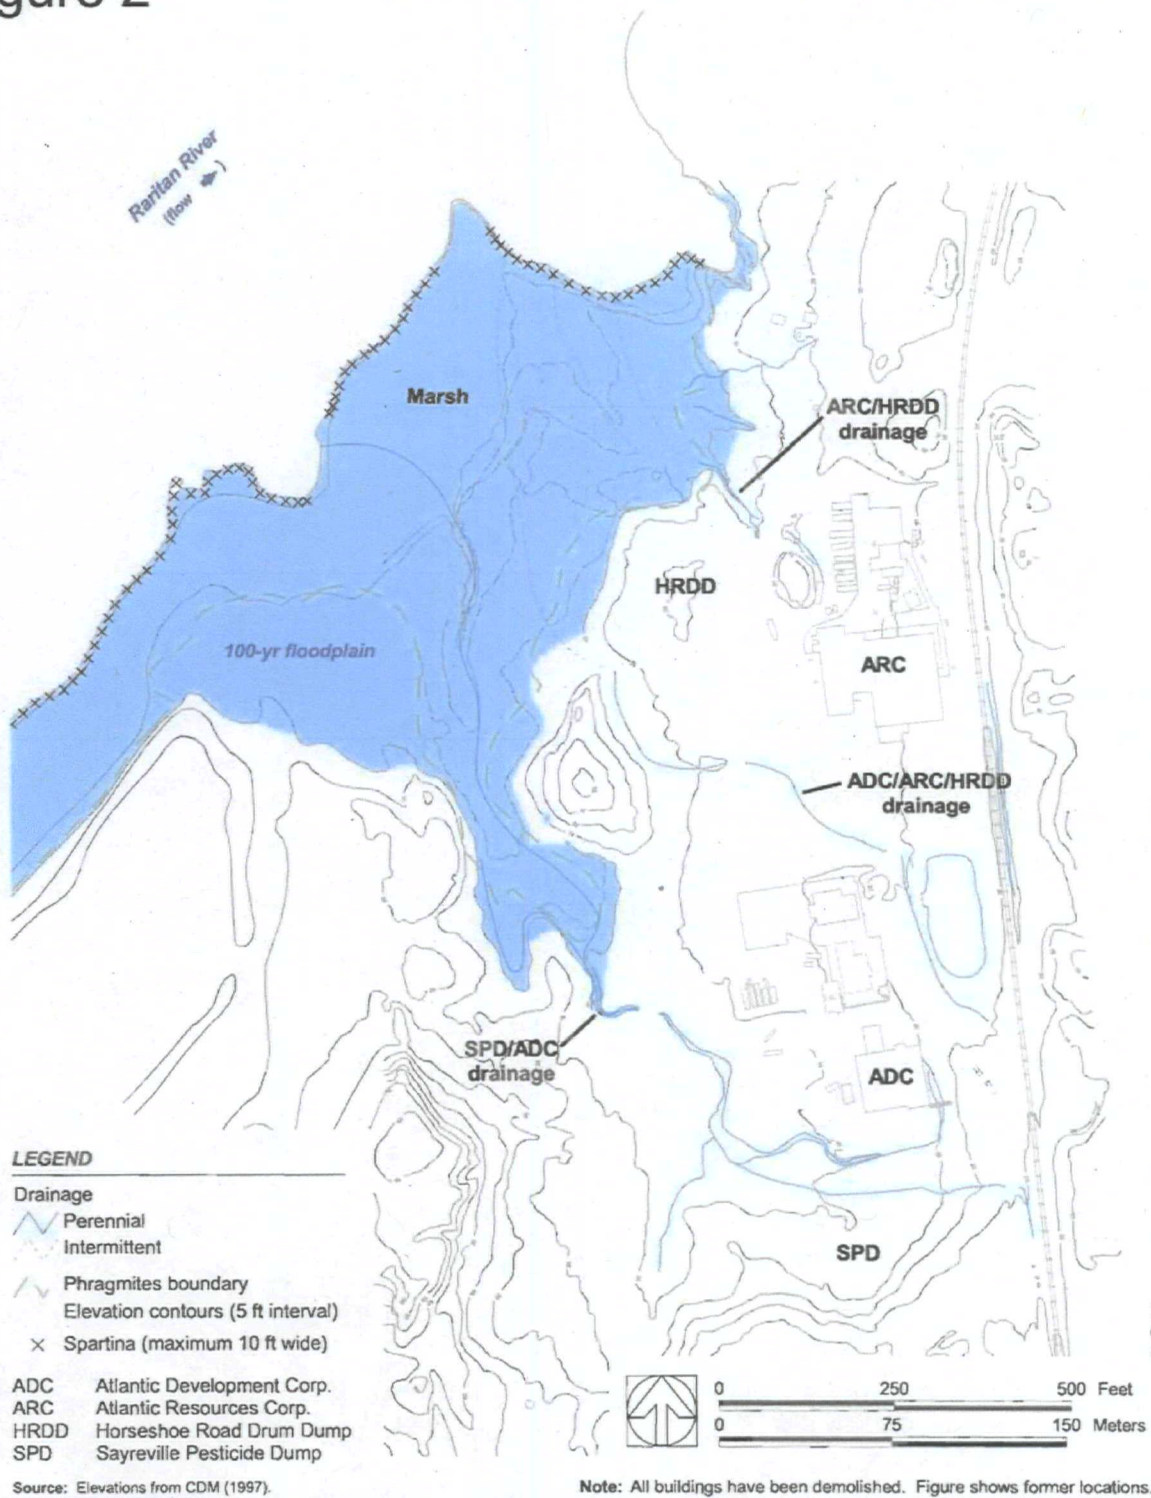 Raritan River
(flow )
Marsh
ARC/HRDD
drainage
HRDD
100-yr floodplain
ARC
ADC/ARC/HRDD
drainage
SPD/ADC
drainage
ADC
SPD
LEGEND
Drainage
Perennial
Intermittent
Phragmites boundary
Elevation contours (5 ft interval)
× Spartina (maximum 10 ft wide)
ADC Atlantic Development Corp.
ARC Atlantic Resources Corp.
HRDD Horseshoe Road Drum Dump
SPD Sayreville Pesticide Dump
0 250 500 Feet
0 75 150 Meters
Source: Elevations from CDM (1997).
Note: All buildings have been demolished. Figure shows former locations.